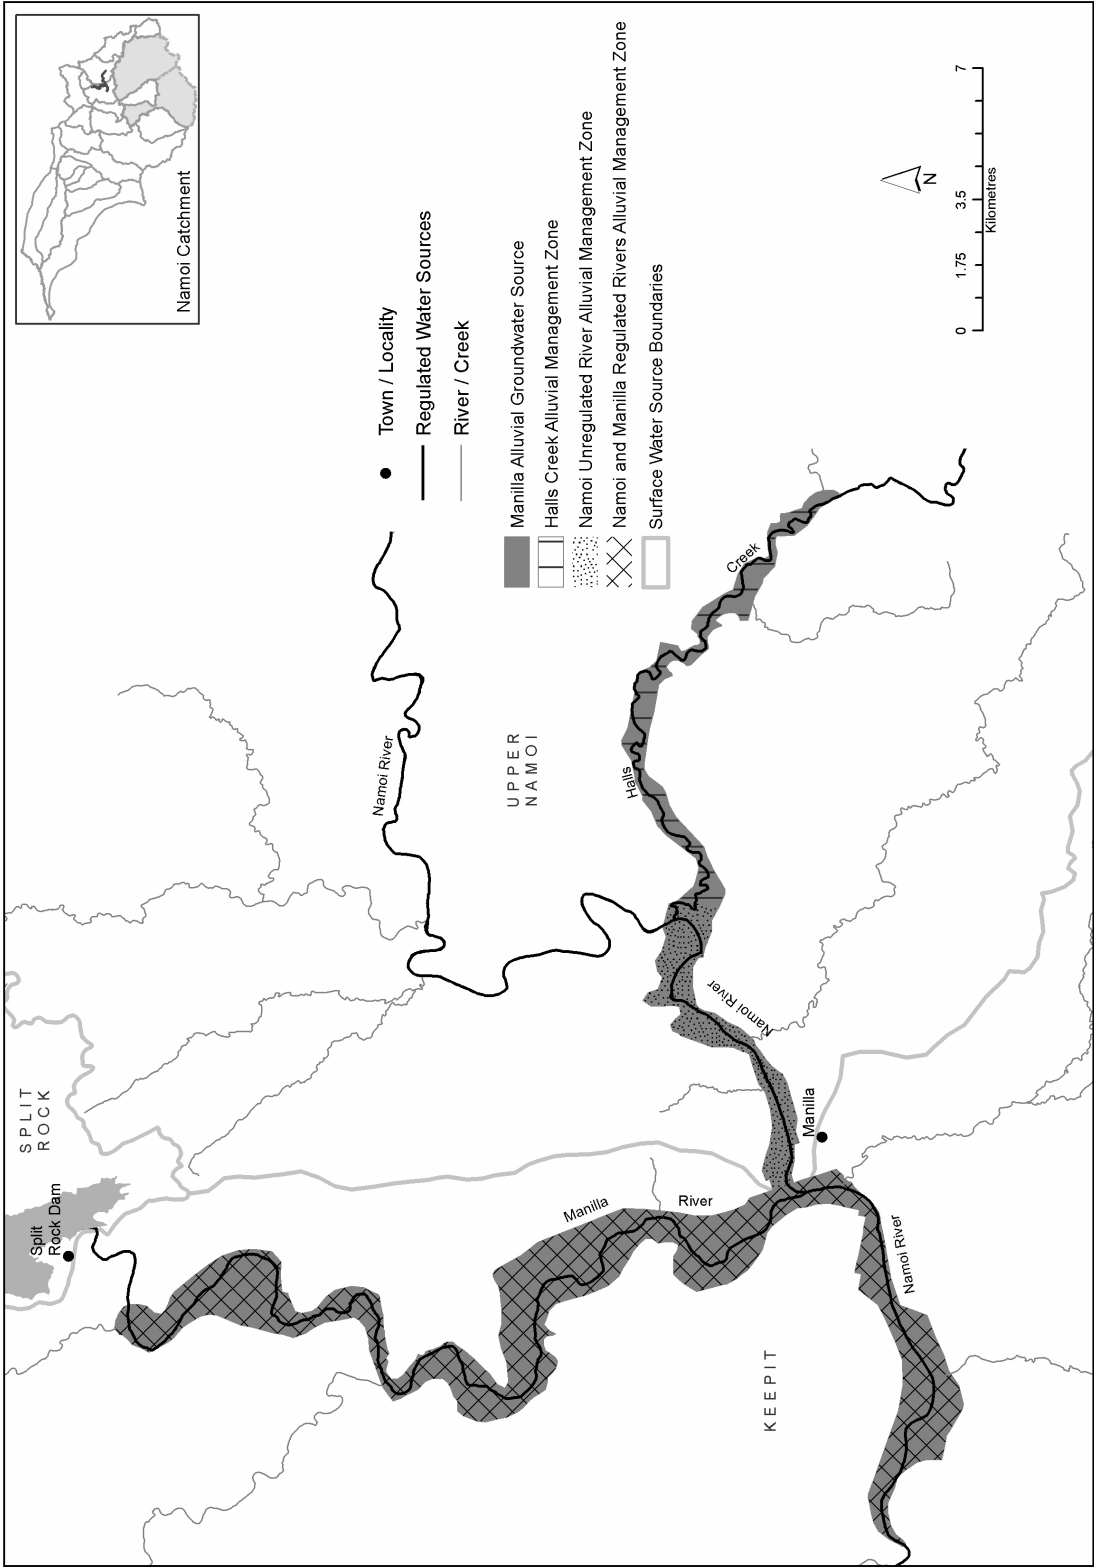 Namoi Catchment
Town / Locality
Regulated Water Sources
River / Creek
Manilla Alluvial Groundwater Source
Halls Creek Alluvial Management Zone
Namoi Unregulated River Alluvial Management Zone
Namoi and Manilla Regulated Rivers Alluvial Management Zone
Surface Water Source Boundaries
N
0
1.75
3.5
7
Kilometres
SPLIT
ROCK
Split
Rock Dam
Namoi River
UPPER
NAMOI
Halls
Creek
Namoi River
Manilla
Manilla
River
Namoi River
KEEPIT